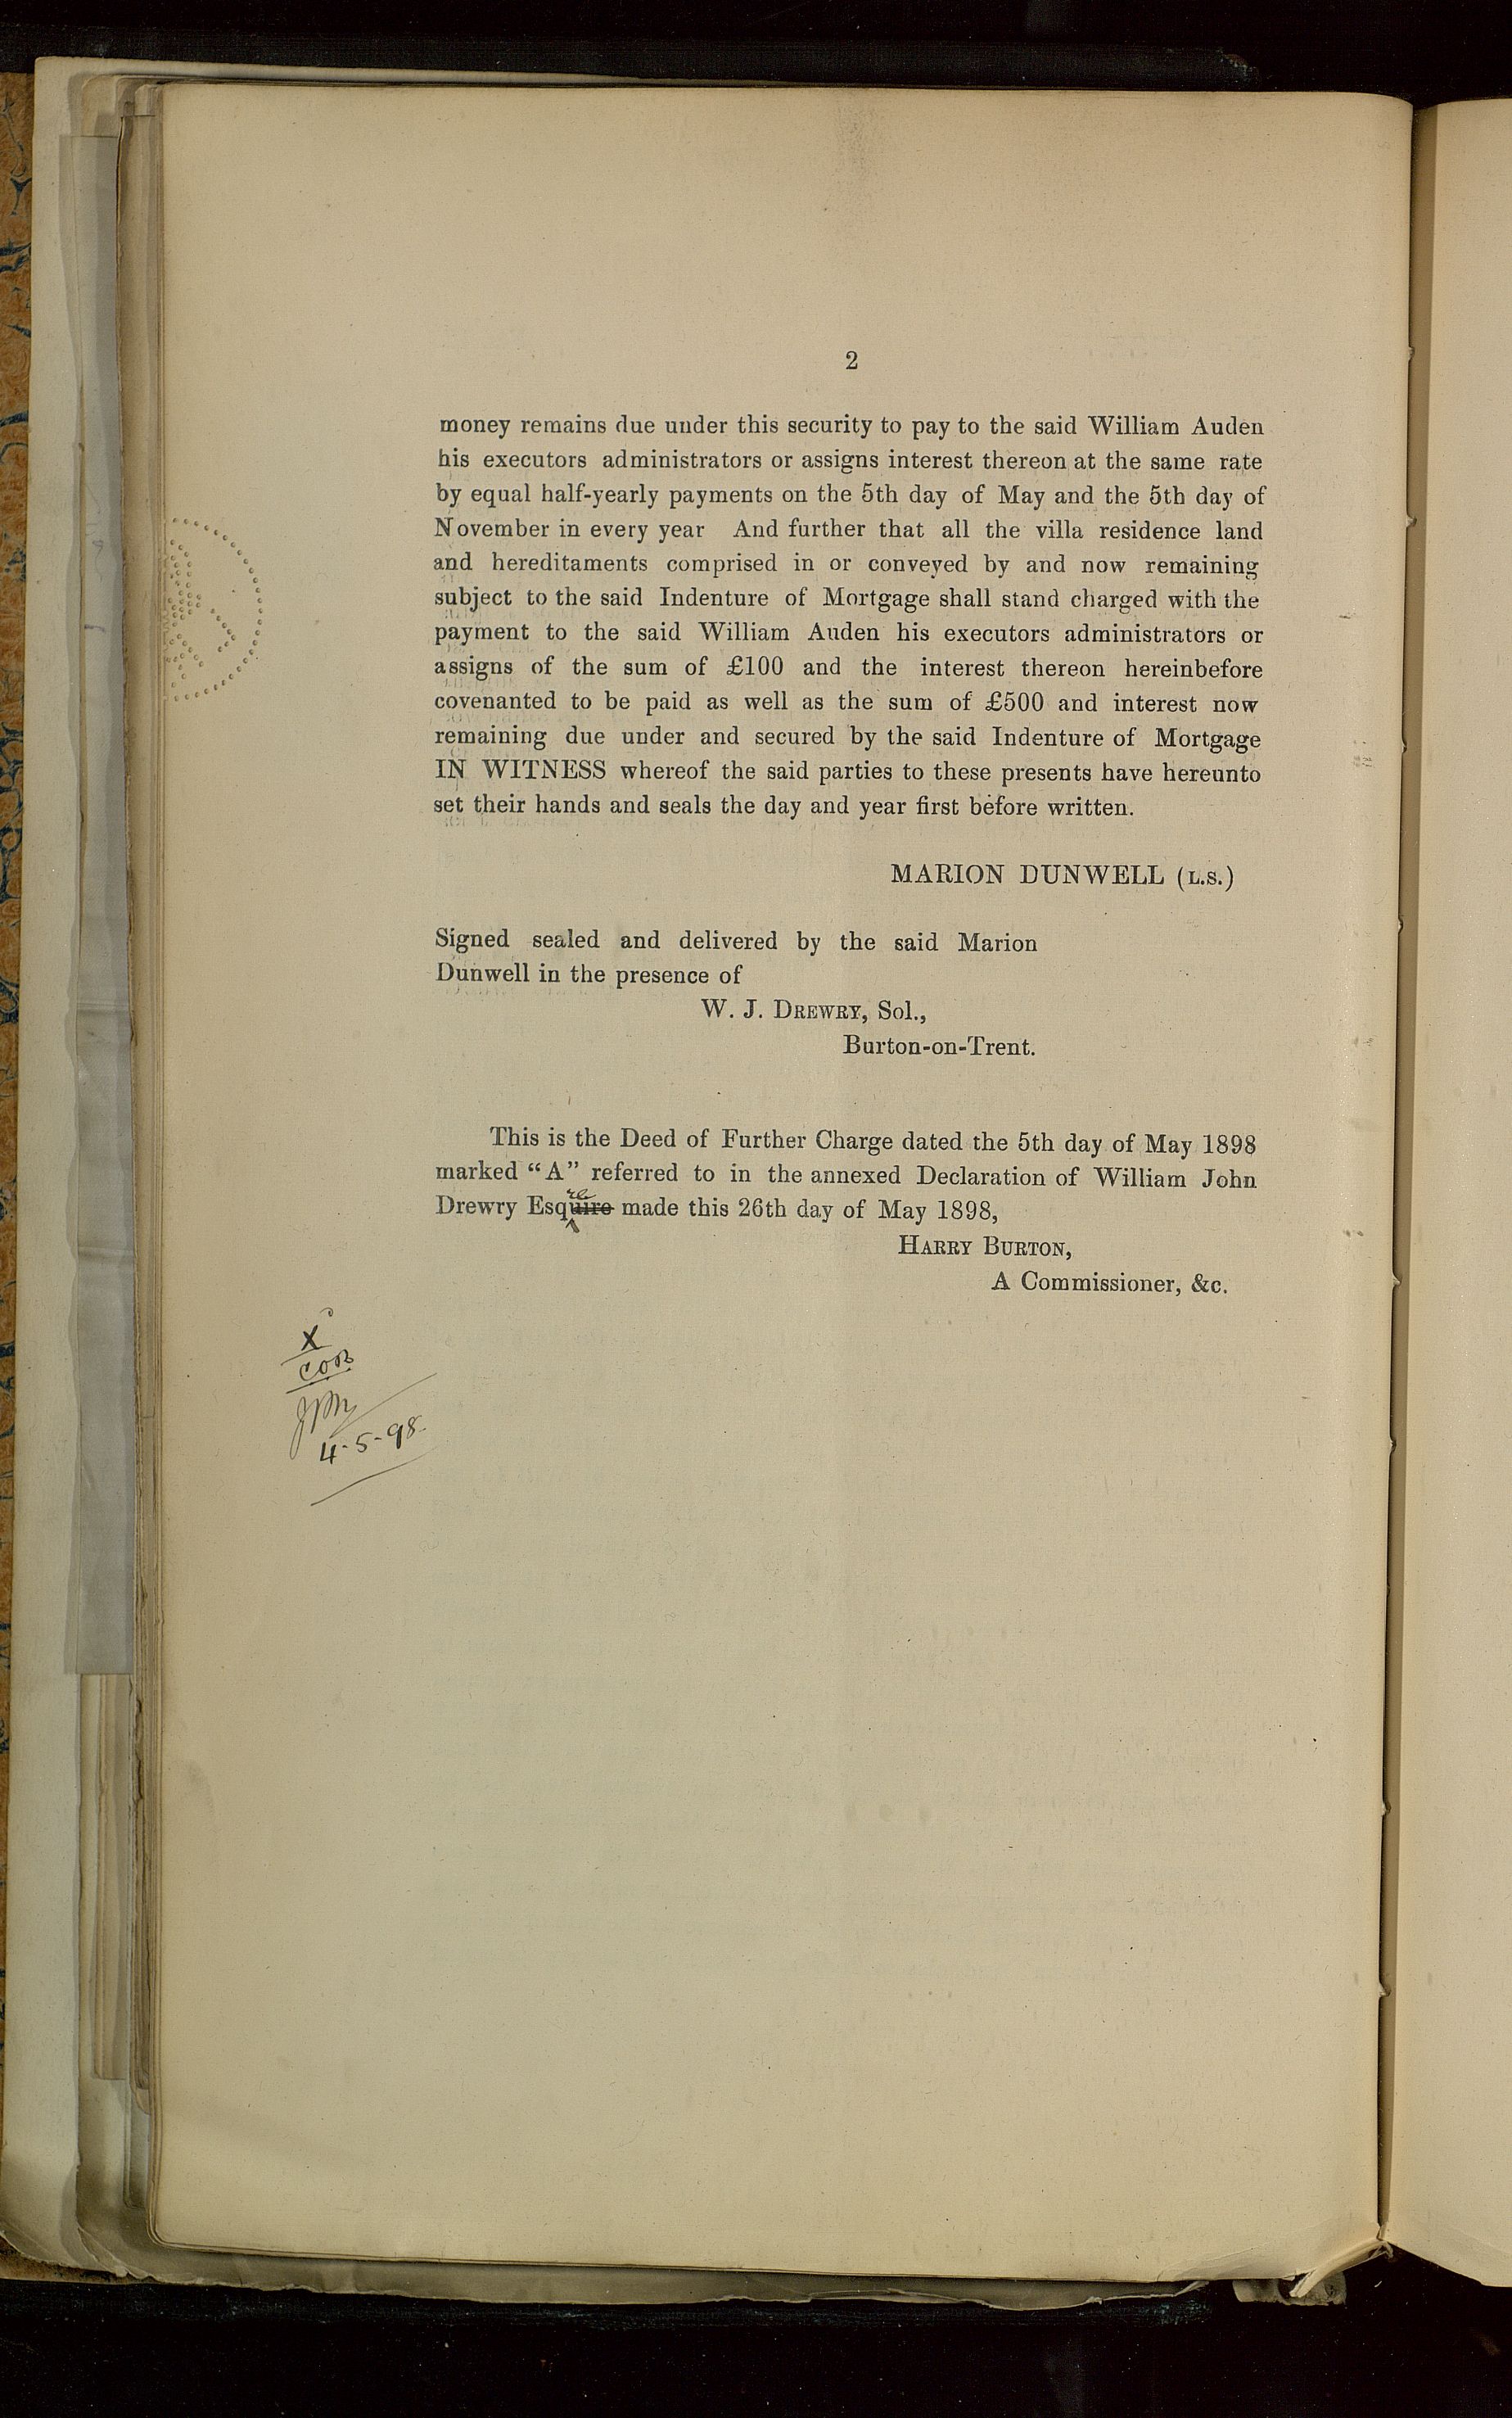 2
money remains due under this security to pay to the said William Auden
his executors administrators or assigns interest thereon at the same rate
by equal half-yearly payments on the 5th day of May and the 5th day of
November in every year And further that all the villa residence land
and hereditaments comprised in or conveyed by and now remaining
subject to the said Indenture of Mortgage shall stand charged with the
payment to the said William Auden his executors administrators or
assigns of the sum of £100 and the interest thereon hereinbefore
covenanted to be paid as well as the sum of £500 and interest now
remaining due under and secured by the said Indenture of Mortgage
IN WITNESS whereof the said parties to these presents have hereunto
set their hands and seals the day and year first before written.
MARION DUNWELL (L.S.)
Signed sealed and delivered by the said Marion
Dunwell in the presence of
W. J. DREWRY, Sol.,
Burton-on-Trent.
This is the Deed of Further Charge dated the 5th day of May 1898
marked "A" referred to in the annexed Declaration of William John
re
Drewry Esquire made this 26th day of May 1898,
HARRY BURTON,
A Commissioner, &c.
X
4-5-98.